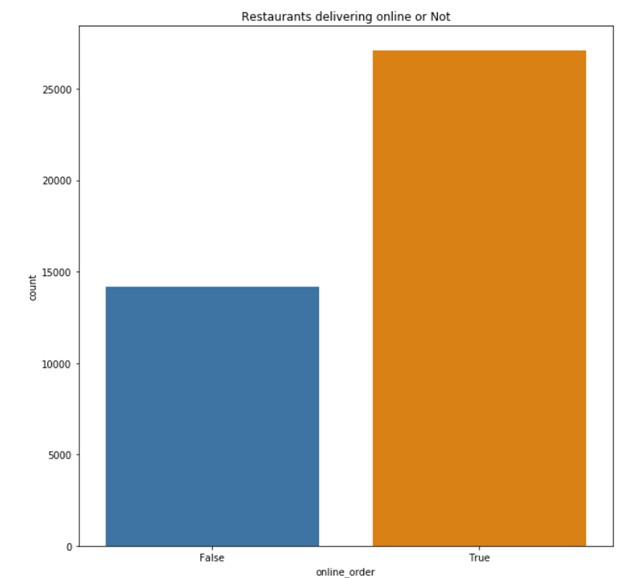 Restaurants delivering online or Not
25000
20000
15000
10000
5000
0
count
False True
online_order